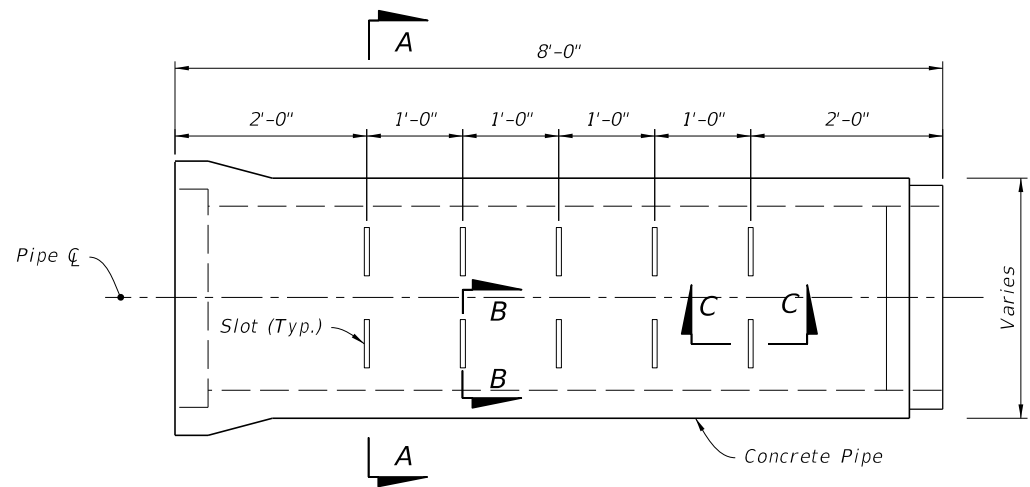 A
8'-0"
2'-0" 1'-0" 1'-0" 1'-0" 1'-0" 2'-0"
Pipe ℄
Slot (Typ.)
B
C C
Varies
B
A
Concrete Pipe